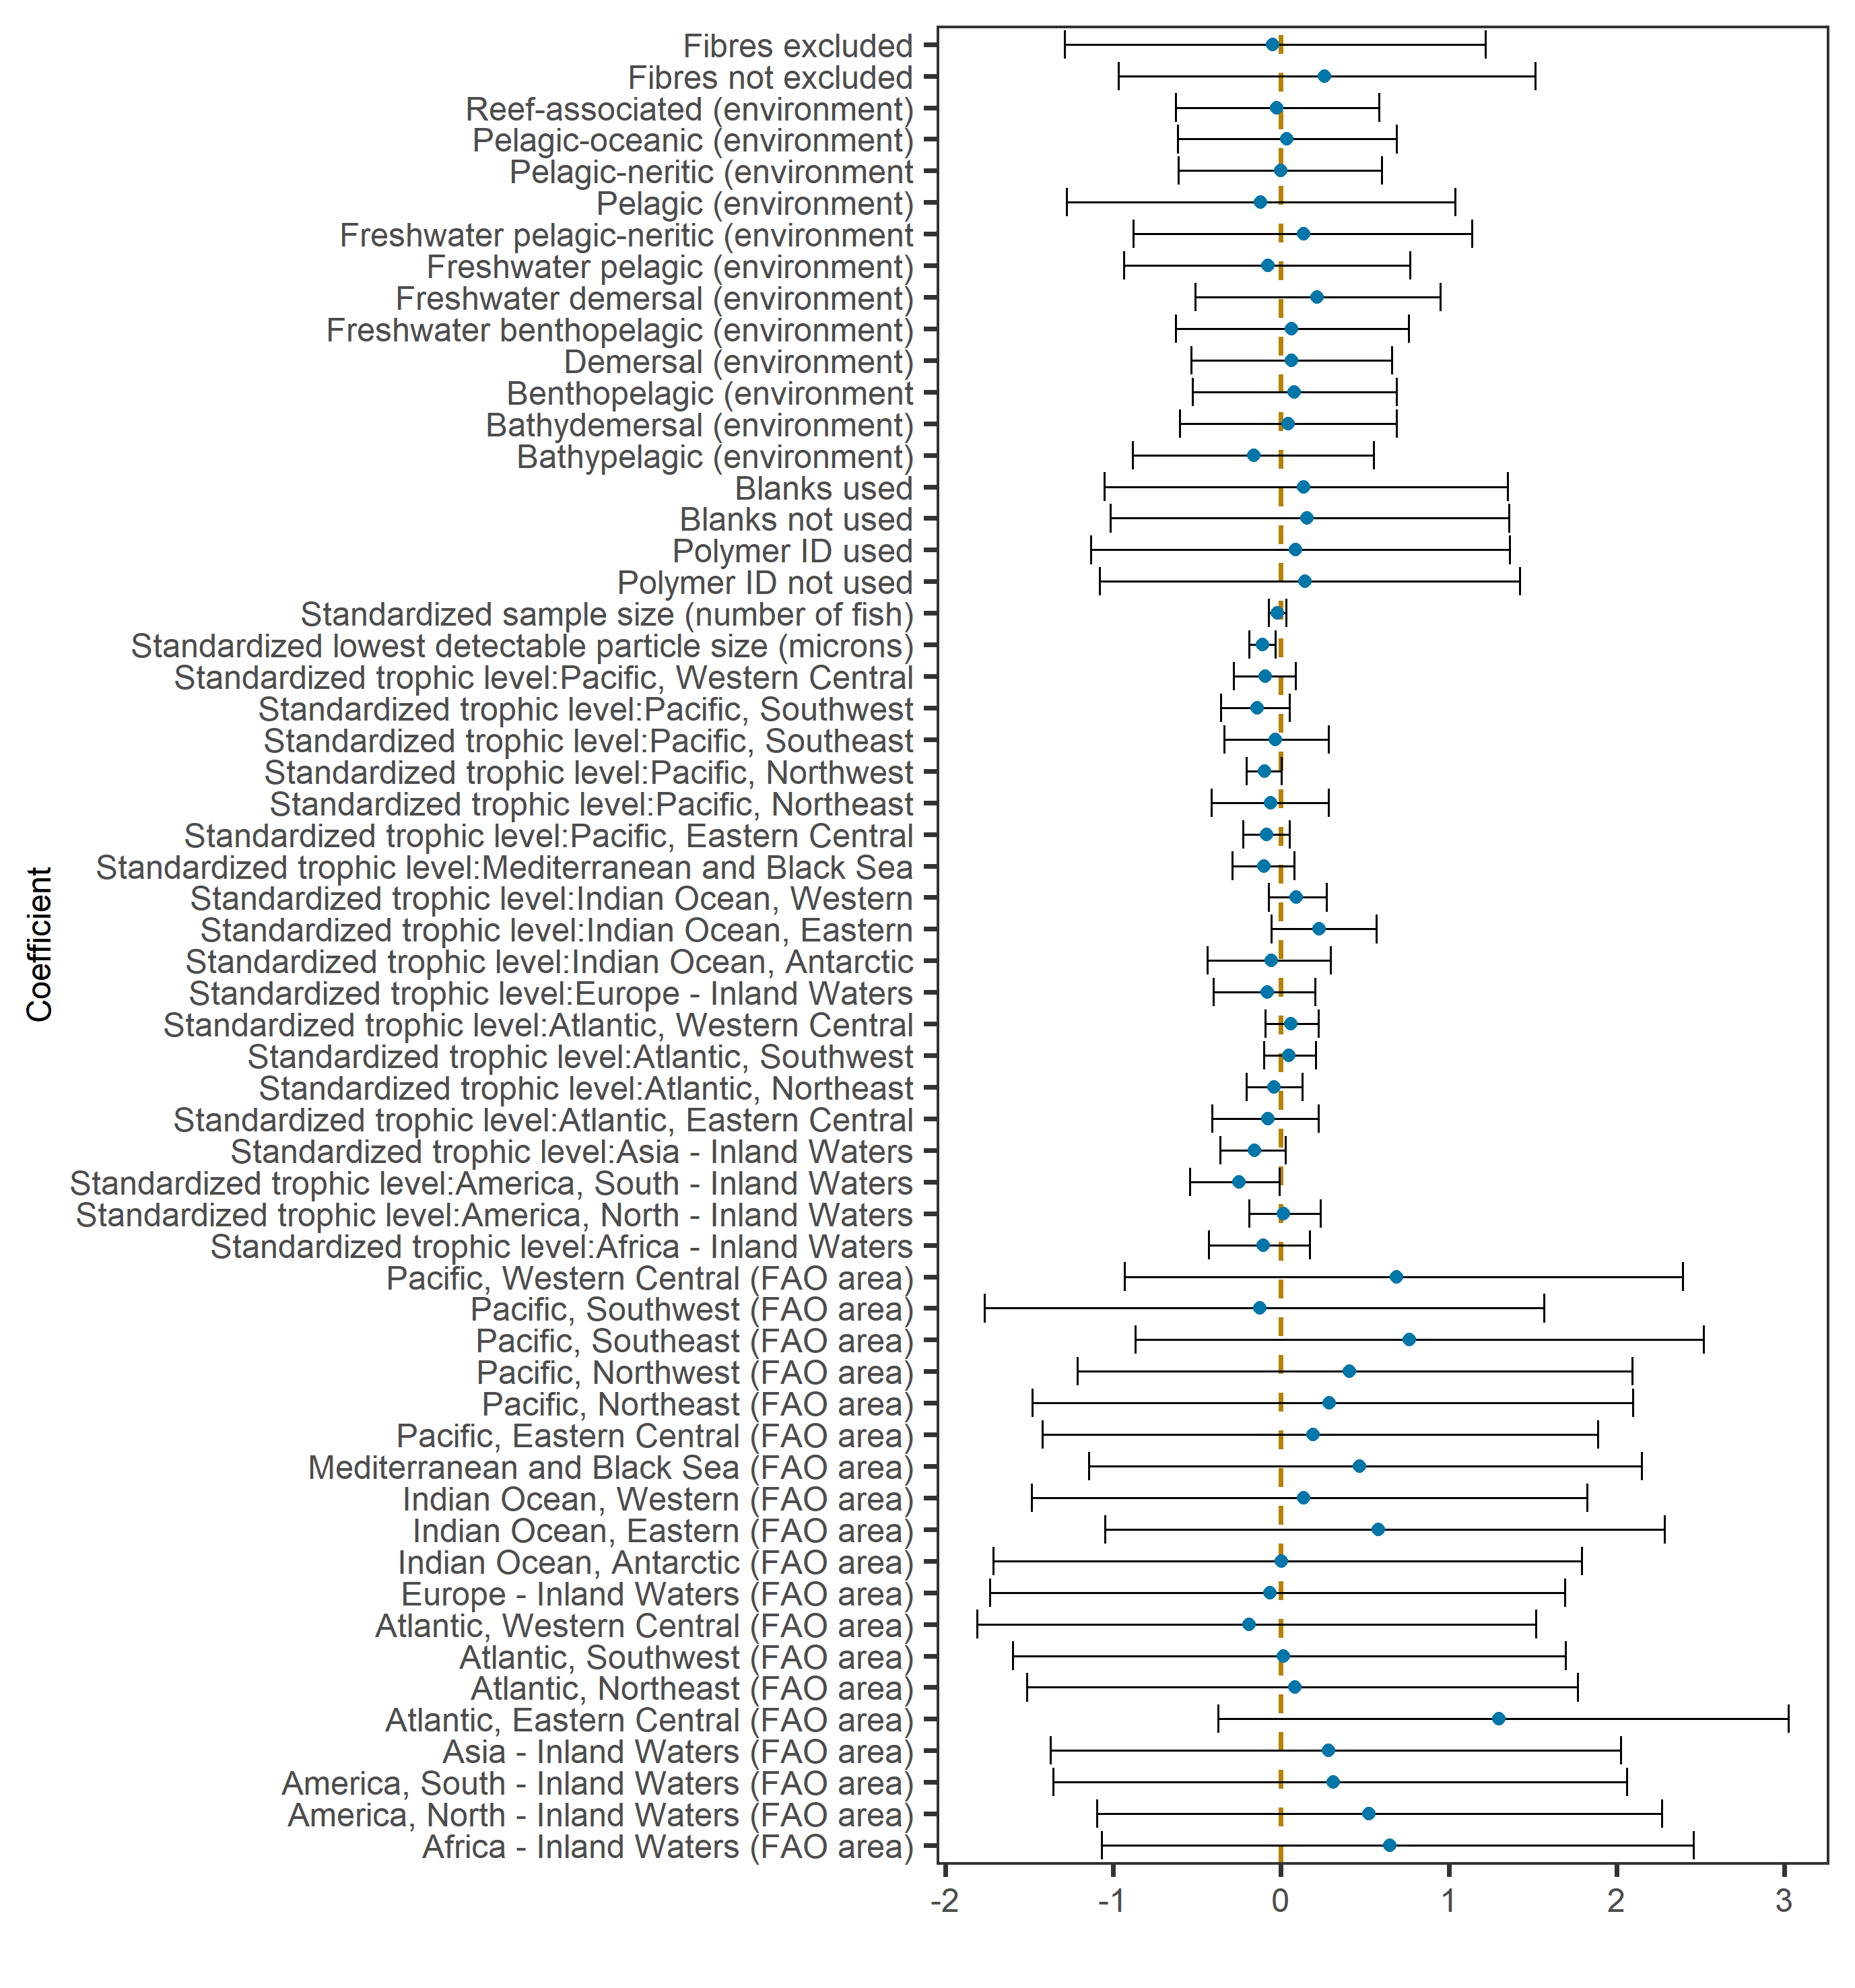 Fibres excluded
Fibres not excluded
Reef-associated (environment)
Pelagic-oceanic (environment)
Pelagic-neritic (environment
Pelagic (environment)
Freshwater pelagic-neritic (environment
Freshwater pelagic (environment)
Freshwater demersal (environment)
Freshwater benthopelagic (environment)
Demersal (environment)
Benthopelagic (environment
Bathydemersal (environment)
Bathypelagic (environment)
Blanks used
Blanks not used
Polymer ID used
Polymer ID not used
Standardized sample size (number of fish)
Standardized lowest detectable particle size (microns)
Standardized trophic level:Pacific, Western Central
Standardized trophic level:Pacific, Southwest
Standardized trophic level:Pacific, Southeast
Standardized trophic level:Pacific, Northwest
Standardized trophic level:Pacific, Northeast
Standardized trophic level:Pacific, Eastern Central
Standardized trophic level:Mediterranean and Black Sea
Standardized trophic level:Indian Ocean, Western
Standardized trophic level:Indian Ocean, Eastern
Standardized trophic level:Indian Ocean, Antarctic
Standardized trophic level:Europe - Inland Waters
Standardized trophic level:Atlantic, Western Central
Standardized trophic level:Atlantic, Southwest
Standardized trophic level:Atlantic, Northeast
Standardized trophic level:Atlantic, Eastern Central
Standardized trophic level:Asia - Inland Waters
Standardized trophic level:America, South - Inland Waters
Standardized trophic level:America, North - Inland Waters
Standardized trophic level:Africa - Inland Waters
Pacific, Western Central (FAO area)
Pacific, Southwest (FAO area)
Pacific, Southeast (FAO area)
Pacific, Northwest (FAO area)
Pacific, Northeast (FAO area)
Pacific, Eastern Central (FAO area)
Mediterranean and Black Sea (FAO area)
Indian Ocean, Western (FAO area)
Indian Ocean, Eastern (FAO area)
Indian Ocean, Antarctic (FAO area)
Europe - Inland Waters (FAO area)
Atlantic, Western Central (FAO area)
Atlantic, Southwest (FAO area)
Atlantic, Northeast (FAO area)
Atlantic, Eastern Central (FAO area)
Asia - Inland Waters (FAO area)
America, South - Inland Waters (FAO area)
America, North - Inland Waters (FAO area)
Africa - Inland Waters (FAO area)
Coefficient
-2 -1 0 1 2 3